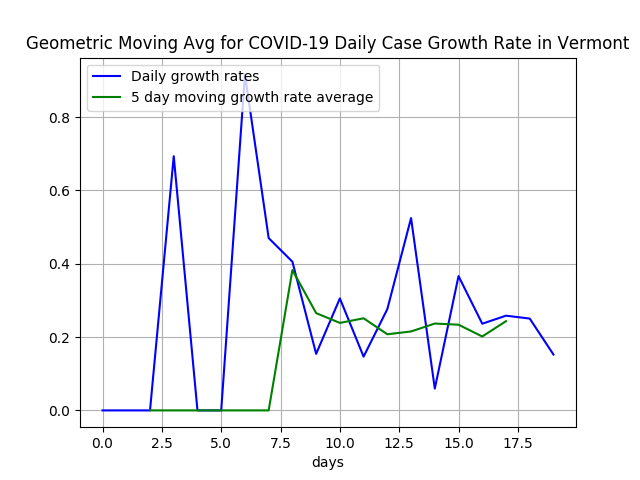 Geometric Moving Avg for COVID-19 Daily Case Growth Rate in Vermont
Daily growth rates
5 day moving growth rate average
0.8
0.6
0.4
0.2
0.0
0.0 2.5 5.0 7.5 10.0 12.5 15.0 17.5
days